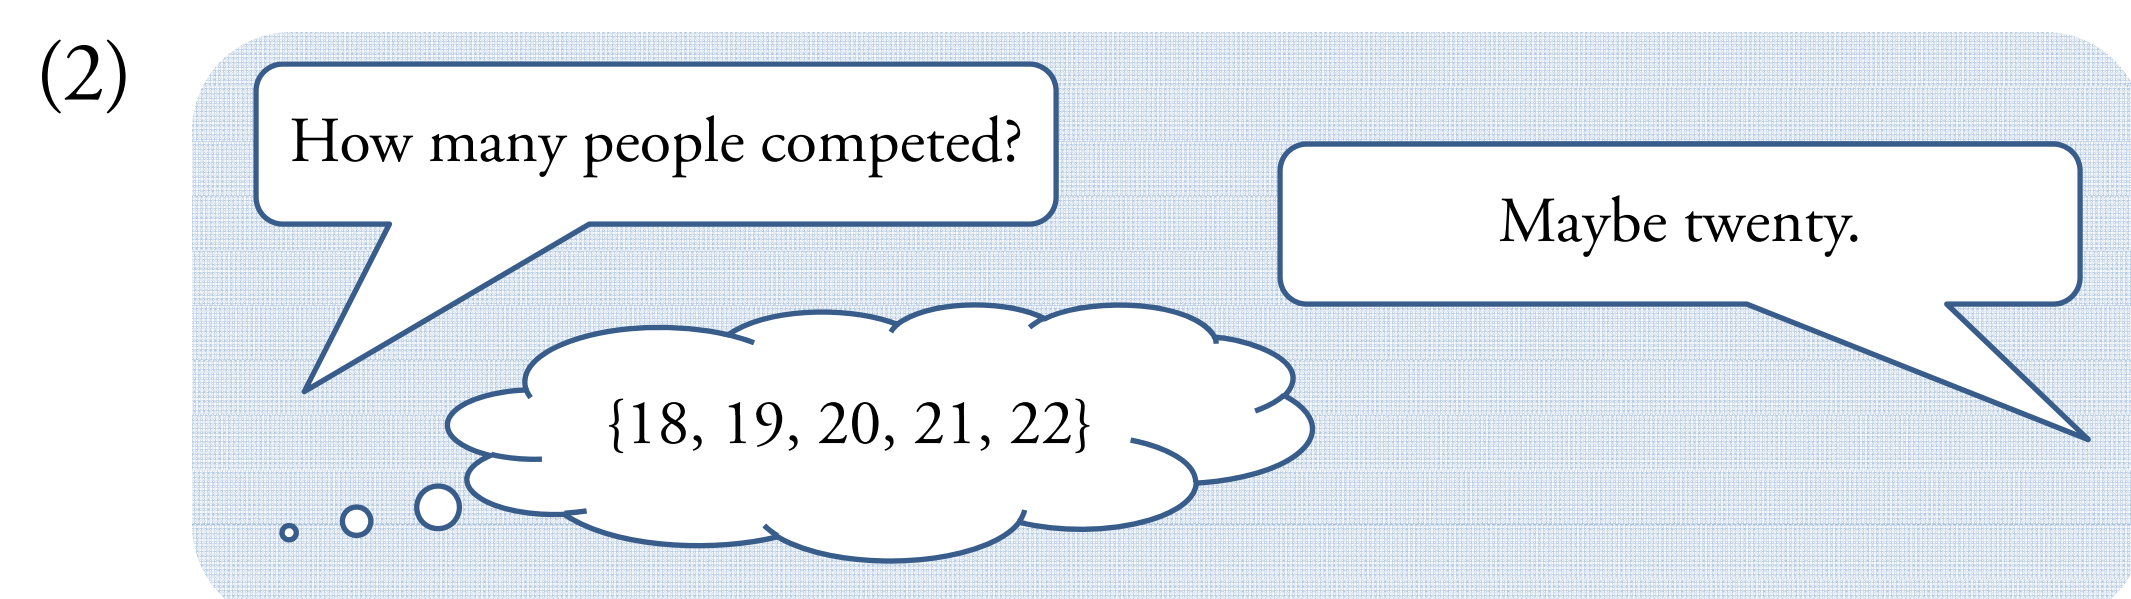 (2)
How many people competed?
Maybe twenty.
{18, 19, 20, 21, 22}